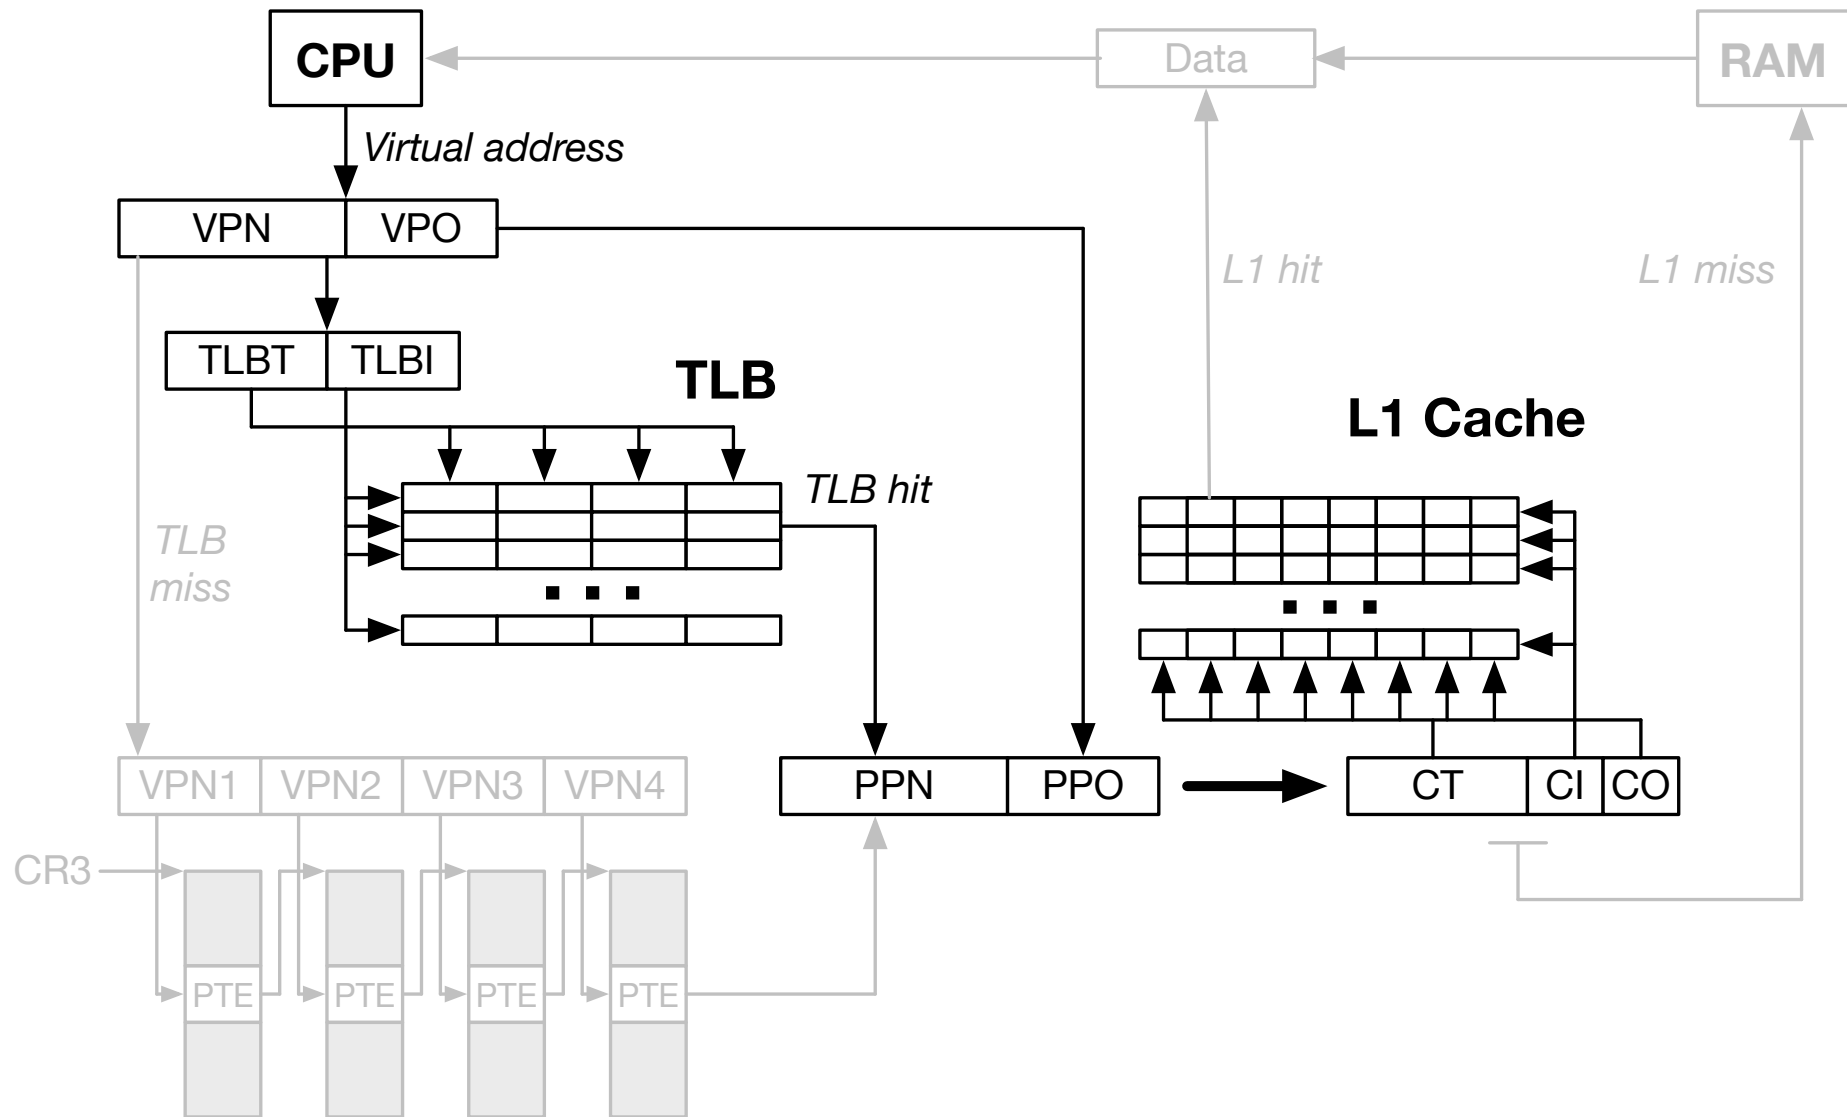 CPU
Data
RAM
Virtual address
VPN
VPO
L1 hit
L1 miss
TLBT
TLBI
TLB
L1 Cache
TLB hit
TLB
miss
VPN1
VPN2
VPN3
VPN4
PPN
PPO
CT
CI
CO
CR3
PTE
PTE
PTE
PTE